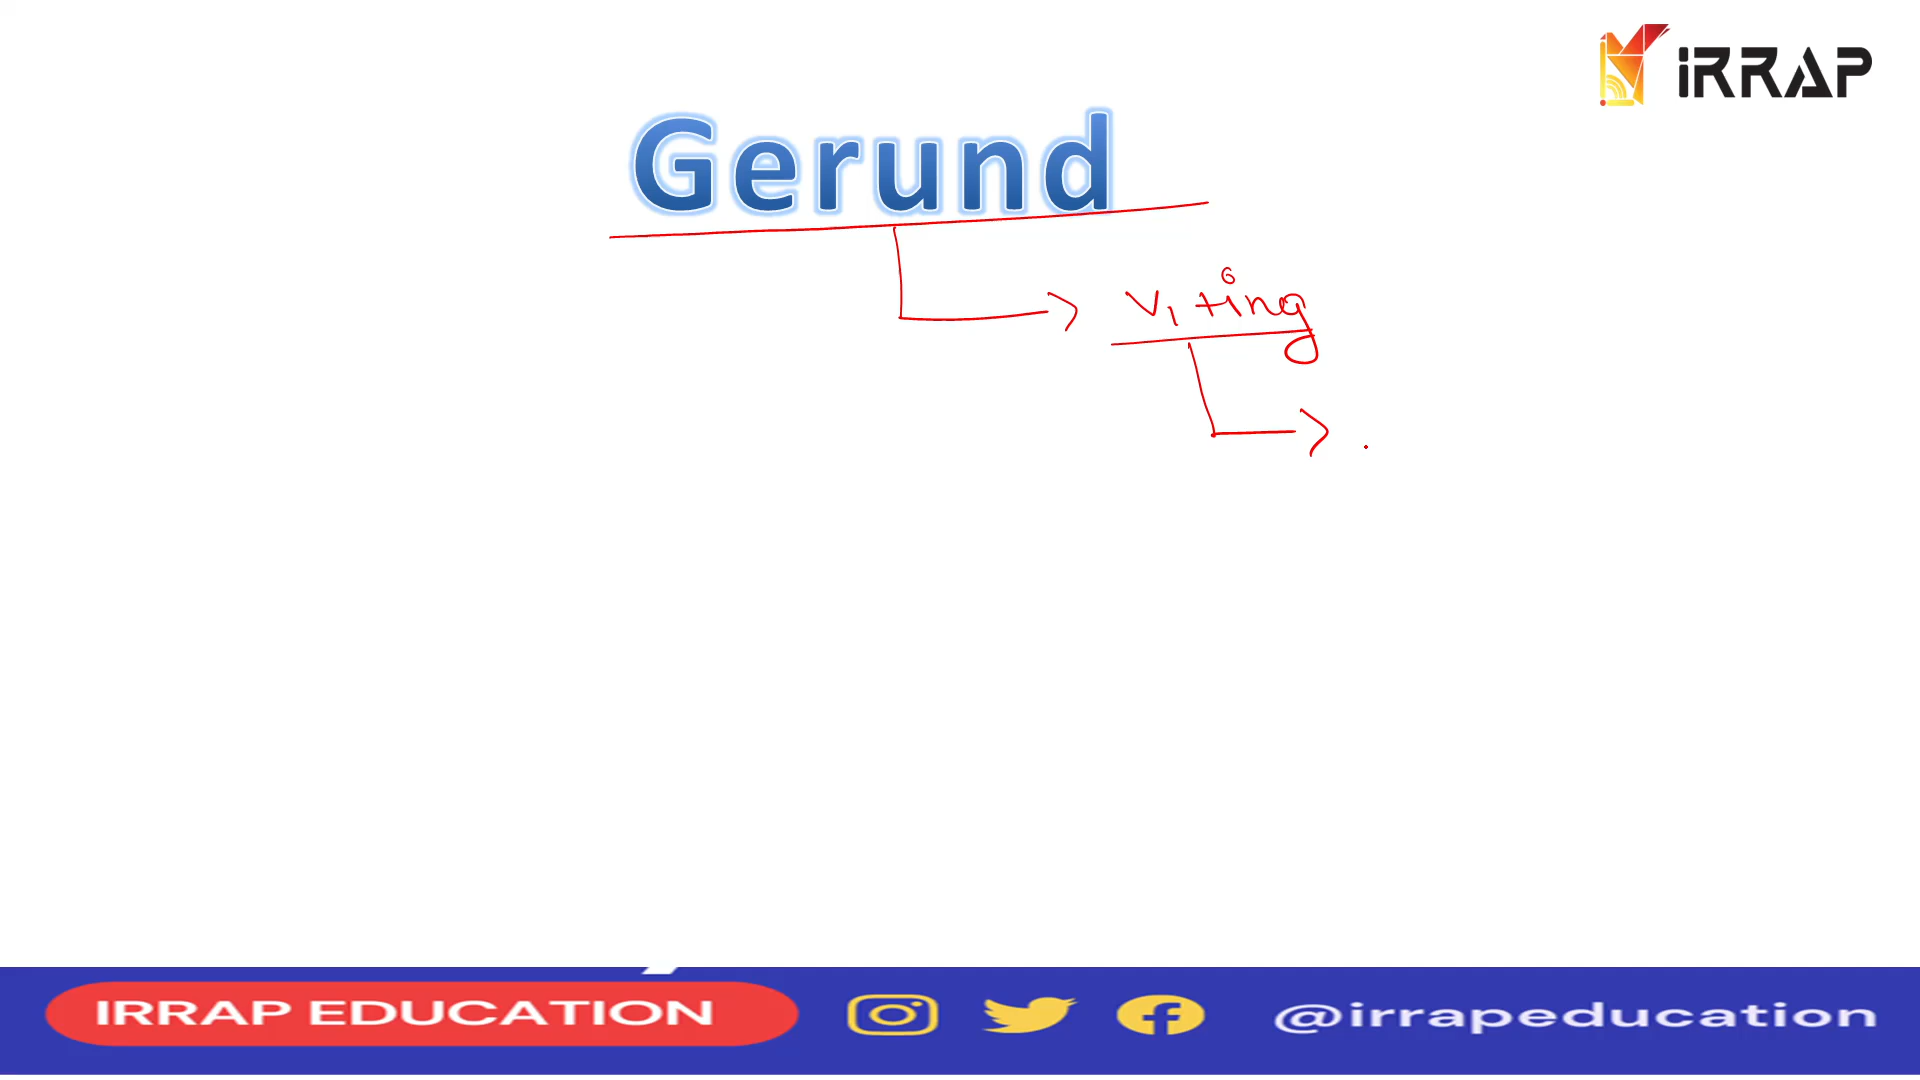 iRRAP
Gerund
V1 +ing
IRRAP EDUCATION
@irrapeducation